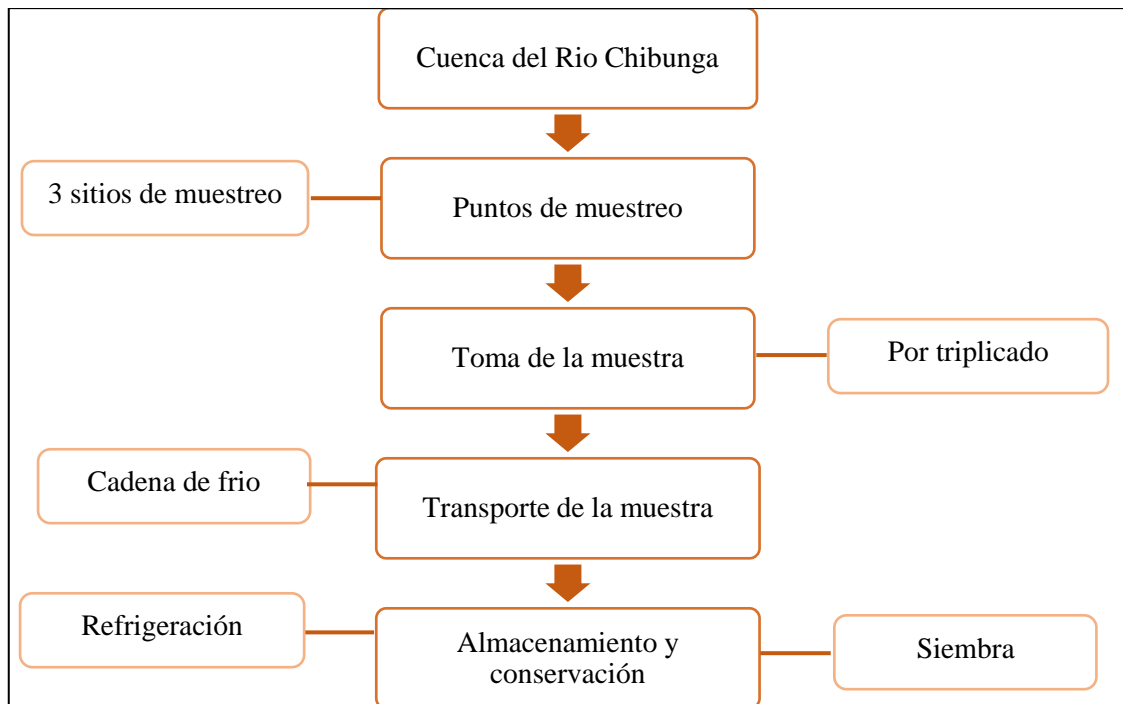 Cuenca del Rio Chibunga
3 sitios de muestreo
Puntos de muestreo
Toma de la muestra
Por triplicado
Cadena de frio
Transporte de la muestra
Refrigeración
Almacenamiento y
conservación
Siembra